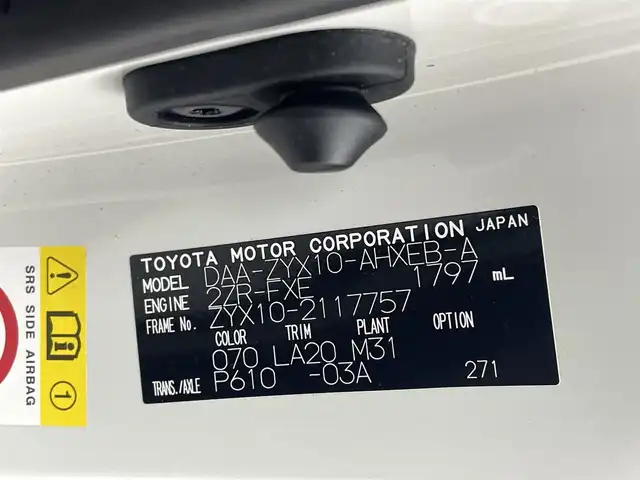 TOYOTA MOTOR CORPORATION JAPAN
MODEL DAA-ZYX10-AHXEB-A
ENGINE 2ZR-FXE 1797 mL
FRAME No. ZYX10-2117757
COLOR TRIM PLANT OPTION
070 LA20 M31
TRANS./AXLE P610 -03A 271
SRS SIDE AIRBAG
1